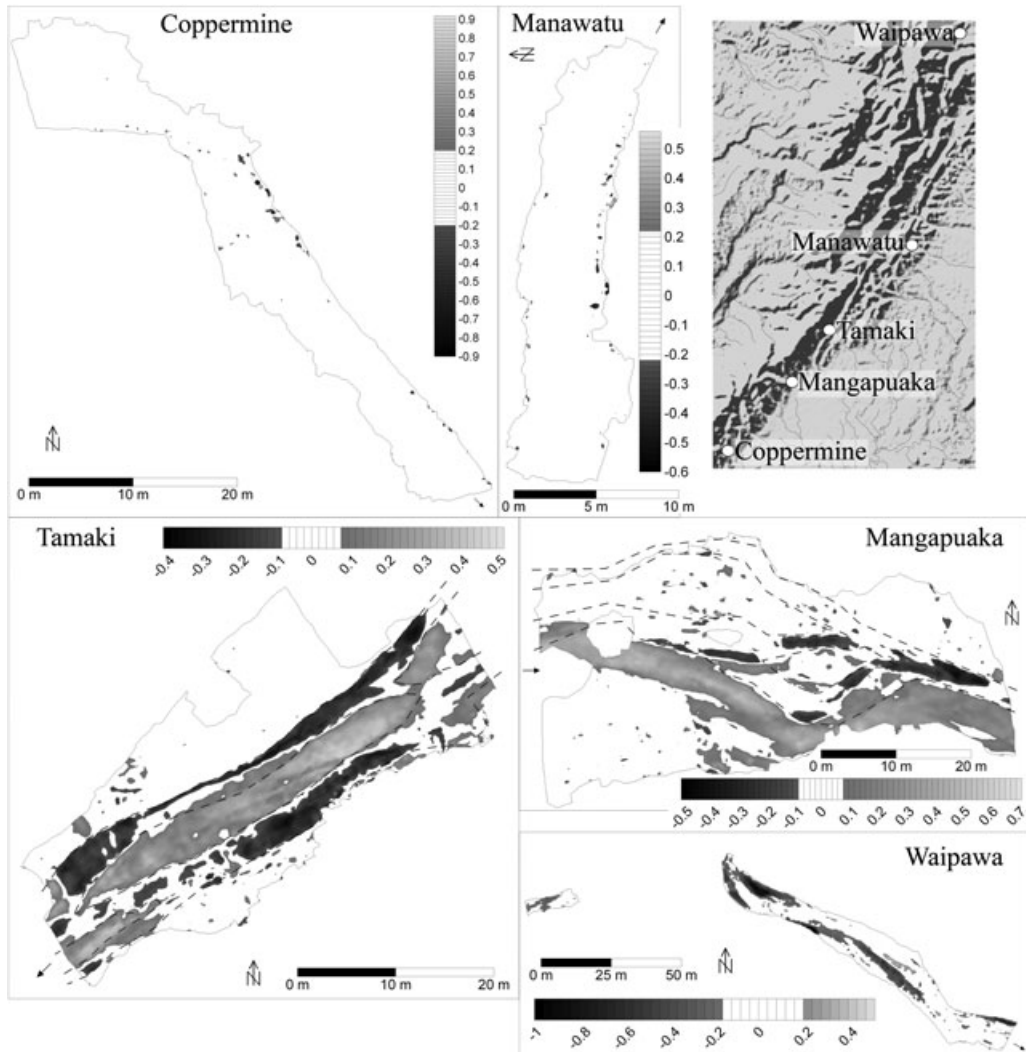 Coppermine
0.9
0.8
0.7
0.6
0.5
0.4
0.3
0.2
0.1
0
-0.1
-0.2
-0.3
-0.4
-0.5
-0.6
-0.7
-0.8
-0.9
N
0 m 10 m 20 m
Manawatu
N
0.5
0.4
0.3
0.2
0.1
0
-0.1
-0.2
-0.3
-0.4
-0.5
-0.6
0 m 5 m 10 m
Waipawa
Manawatu
Tamaki
Mangapuaka
Coppermine
Tamaki
-0.4 -0.3 -0.2 -0.1 0 0.1 0.2 0.3 0.4 0.5
N
0 m 10 m 20 m
Mangapuaka
N
0 m 10 m 20 m
-0.5 -0.4 -0.3 -0.2 -0.1 0 0.1 0.2 0.3 0.4 0.5 0.6 0.7
Waipawa
N
0 m 25 m 50 m
-1 -0.8 -0.6 -0.4 -0.2 0 0.2 0.4